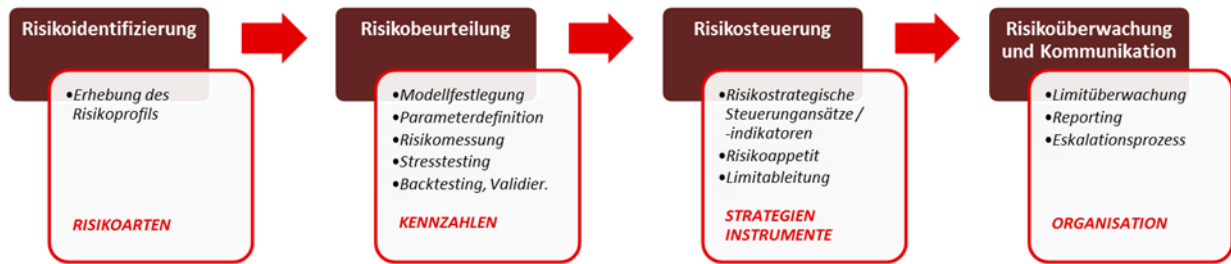 Risikoidentifizierung
•Erhebung des
Risikoprofils
RISIKOARTEN
Risikobeurteilung
•Modellfestlegung
•Parameterdefinition
•Risikomessung
•Stresstesting
•Backtesting, Validier.
KENNZAHLEN
Risikosteuerung
•Risikostrategische
Steuerungansätze /
-indikatoren
•Risikoappetit
•Limitableitung
STRATEGIEN
INSTRUMENTE
Risikoüberwachung
und Kommunikation
•Limitüberwachung
•Reporting
•Eskalationsprozess
ORGANISATION